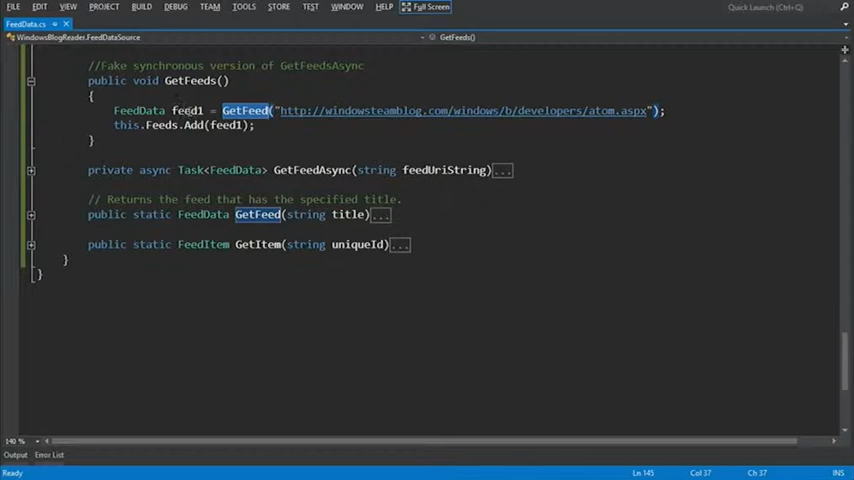 FILE EDIT VIEW PROJECT BUILD DEBUG TEAM TOOLS STORE TEST WINDOW HELP Full Screen Quick Launch (Ctrl+Q)
FeedData.cs
WindowsBlogReader.FeedDataSource GetFeeds()
//Fake synchronous version of GetFeedsAsync
public void GetFeeds()
{
FeedData feed1 = GetFeed("http://windowsteamblog.com/windows/b/developers/atom.aspx");
this.Feeds.Add(feed1);
}
private async Task<FeedData> GetFeedAsync(string feedUriString)...
// Returns the feed that has the specified title.
public static FeedData GetFeed(string title)...
public static FeedItem GetItem(string uniqueId)...
}
}
140 %
Output Error List
Ready Ln 145 Col 37 Ch 37 INS